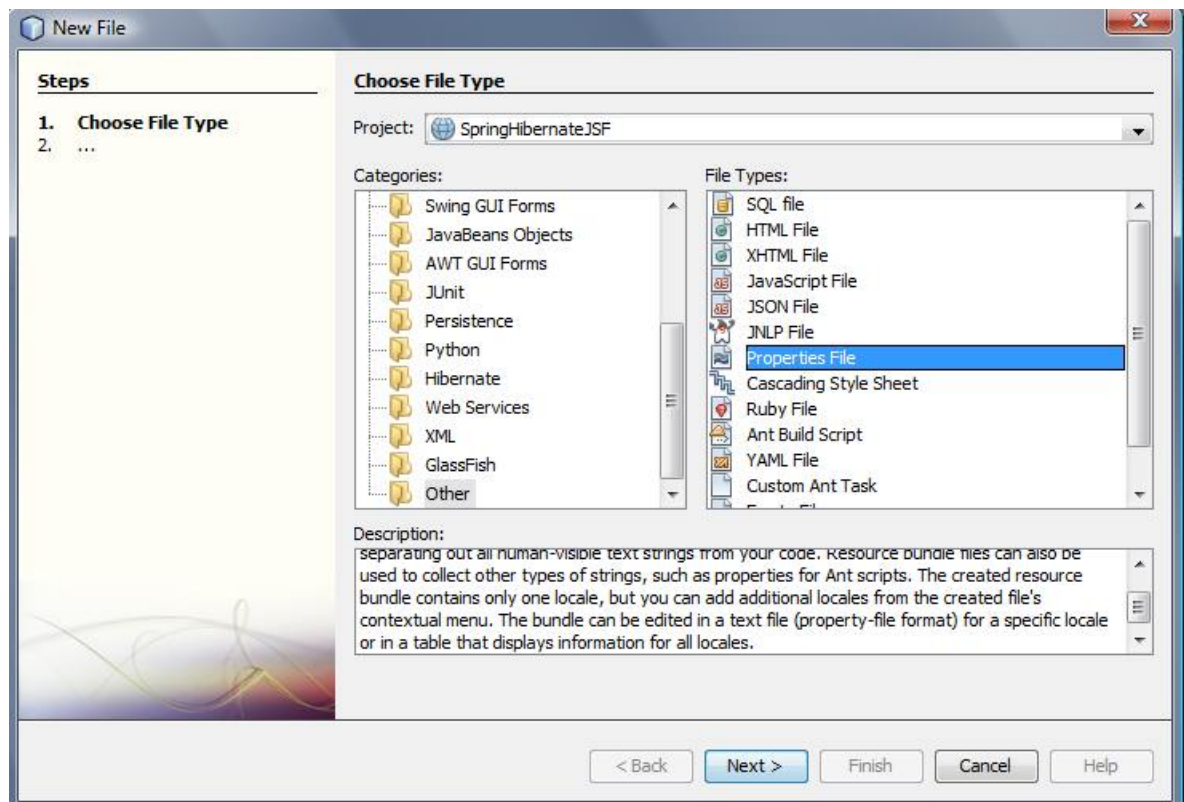 New File
Steps
1. Choose File Type
2. ...
Choose File Type
Project: SpringHibernateJSF
Categories:
Swing GUI Forms
JavaBeans Objects
AWT GUI Forms
JUnit
Persistence
Python
Hibernate
Web Services
XML
GlassFish
Other
File Types:
SQL file
HTML File
XHTML File
JavaScript File
JSON File
JNLP File
Properties File
Cascading Style Sheet
Ruby File
Ant Build Script
YAML File
Custom Ant Task
Description:
separating out all human-visible text strings from your code. Resource bundle files can also be
used to collect other types of strings, such as properties for Ant scripts. The created resource
bundle contains only one locale, but you can add additional locales from the created file's
contextual menu. The bundle can be edited in a text file (property-file format) for a specific locale
or in a table that displays information for all locales.
< Back Next > Finish Cancel Help